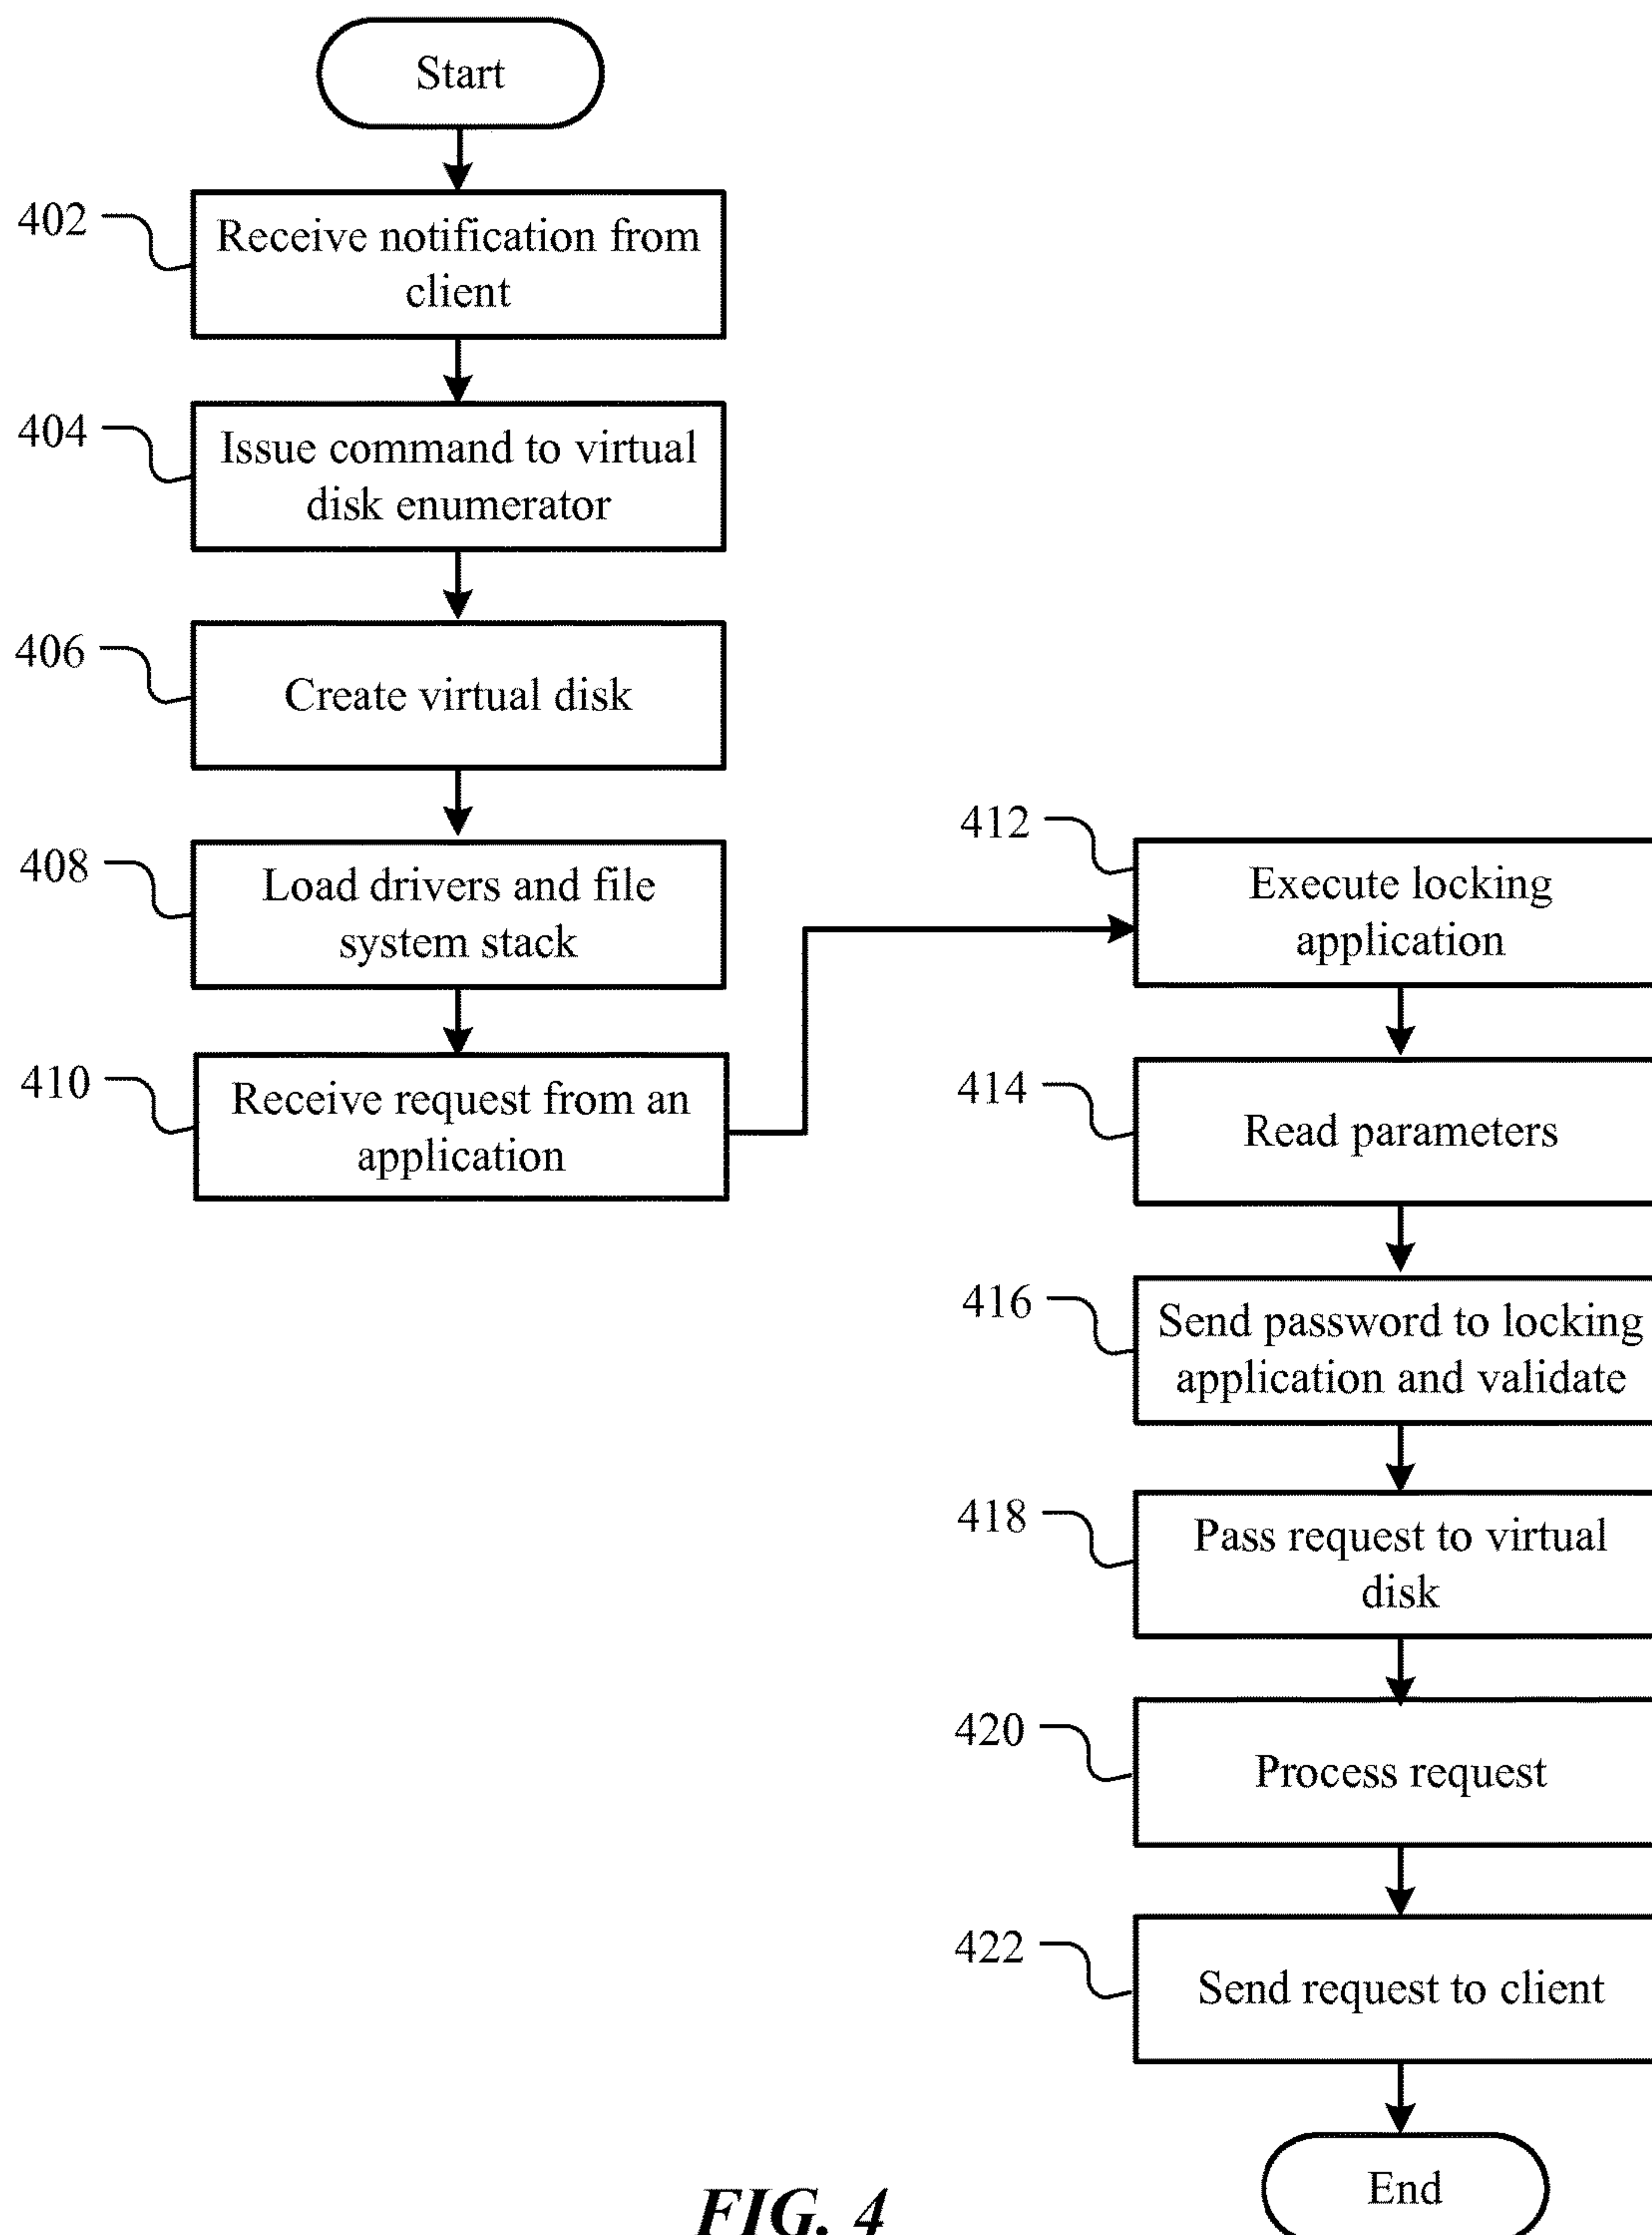 Start
402
Receive notification from
client
404
Issue command to virtual
disk enumerator
406
Create virtual disk
408
Load drivers and file
system stack
410
Receive request from an
application
412
Execute locking
application
414
Read parameters
416
Send password to locking
application and validate
418
Pass request to virtual
disk
420
Process request
422
Send request to client
End
FIG. 4